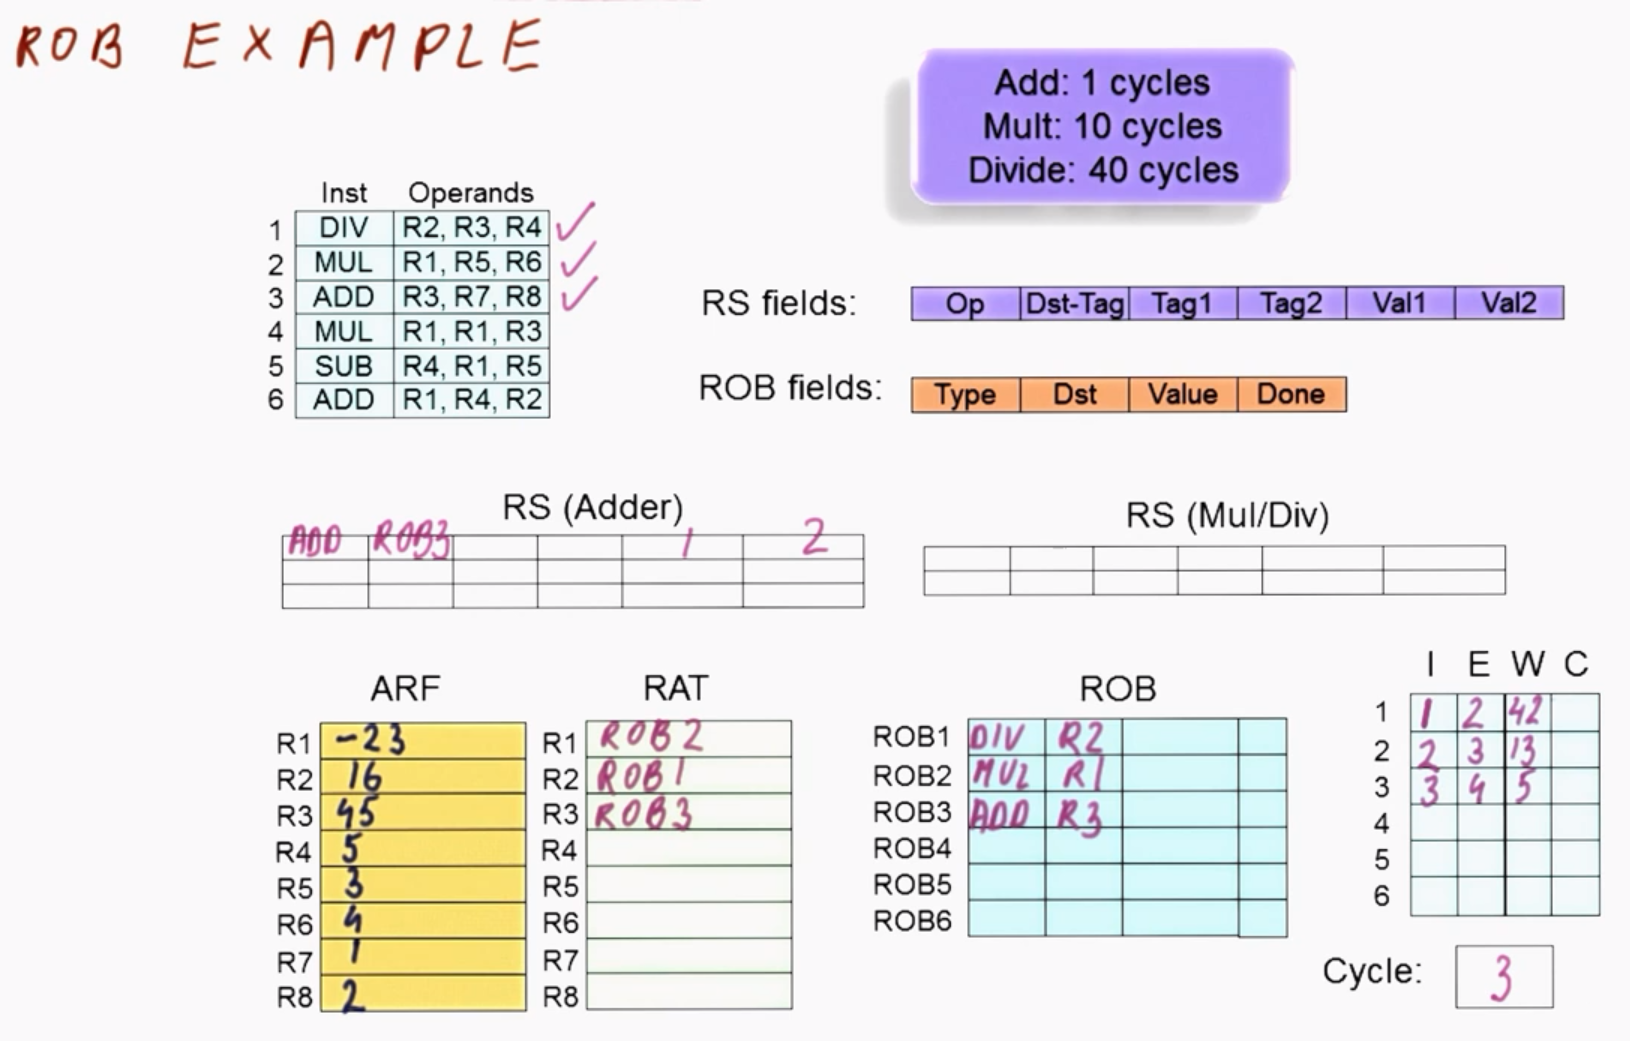 ROB EXAMPLE
Add: 1 cycles
Mult: 10 cycles
Divide: 40 cycles
Inst Operands
1 DIV R2, R3, R4 ✓
2 MUL R1, R5, R6 ✓
3 ADD R3, R7, R8 ✓
4 MUL R1, R1, R3
5 SUB R4, R1, R5
6 ADD R1, R4, R2
RS fields: Op Dst-Tag Tag1 Tag2 Val1 Val2
ROB fields: Type Dst Value Done
RS (Adder)
ADD ROB3 1 2
RS (Mul/Div)
ARF
R1 -23
R2 16
R3 45
R4 5
R5 3
R6 4
R7 1
R8 2
RAT
R1 ROB2
R2 ROB1
R3 ROB3
R4
R5
R6
R7
R8
ROB
ROB1 DIV R2
ROB2 MUL R1
ROB3 ADD R3
ROB4
ROB5
ROB6
I E W C
1 1 2 42
2 2 3 13
3 3 4 5
4
5
6
Cycle: 3